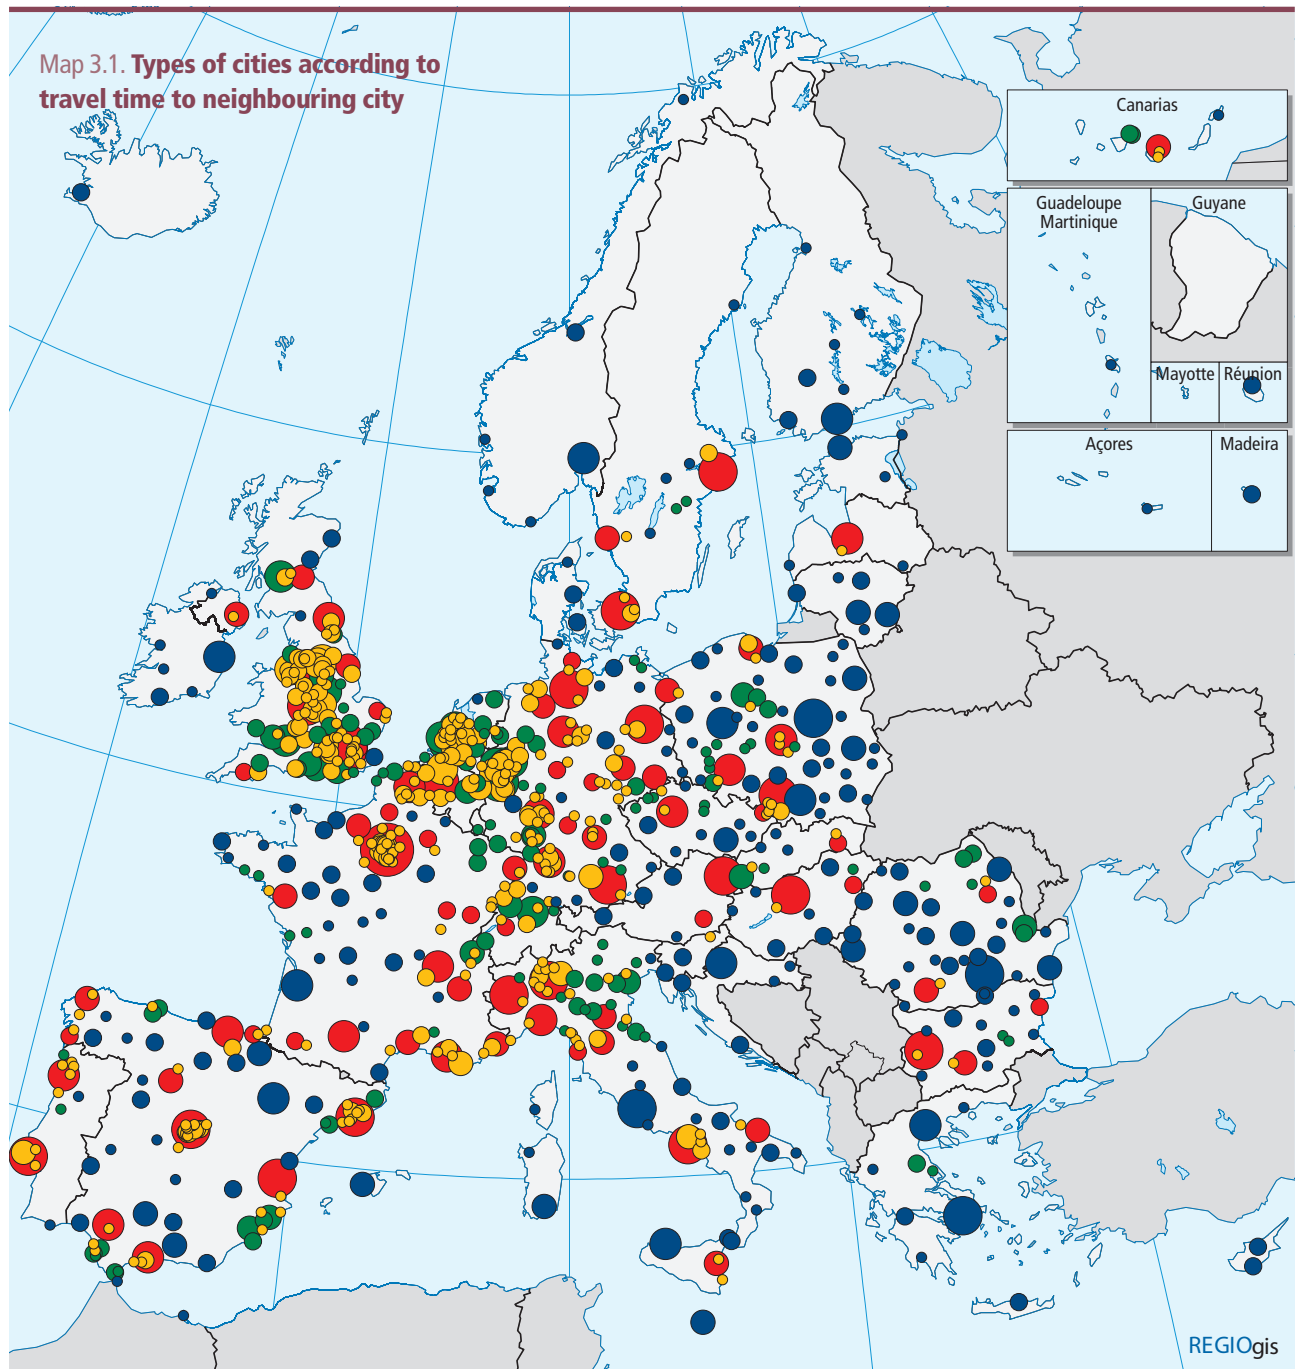 Map 3.1. Types of cities according to
travel time to neighbouring city
Canarias
Guadeloupe
Martinique
Guyane
Mayotte
Réunion
Açores
Madeira
REGIOgis